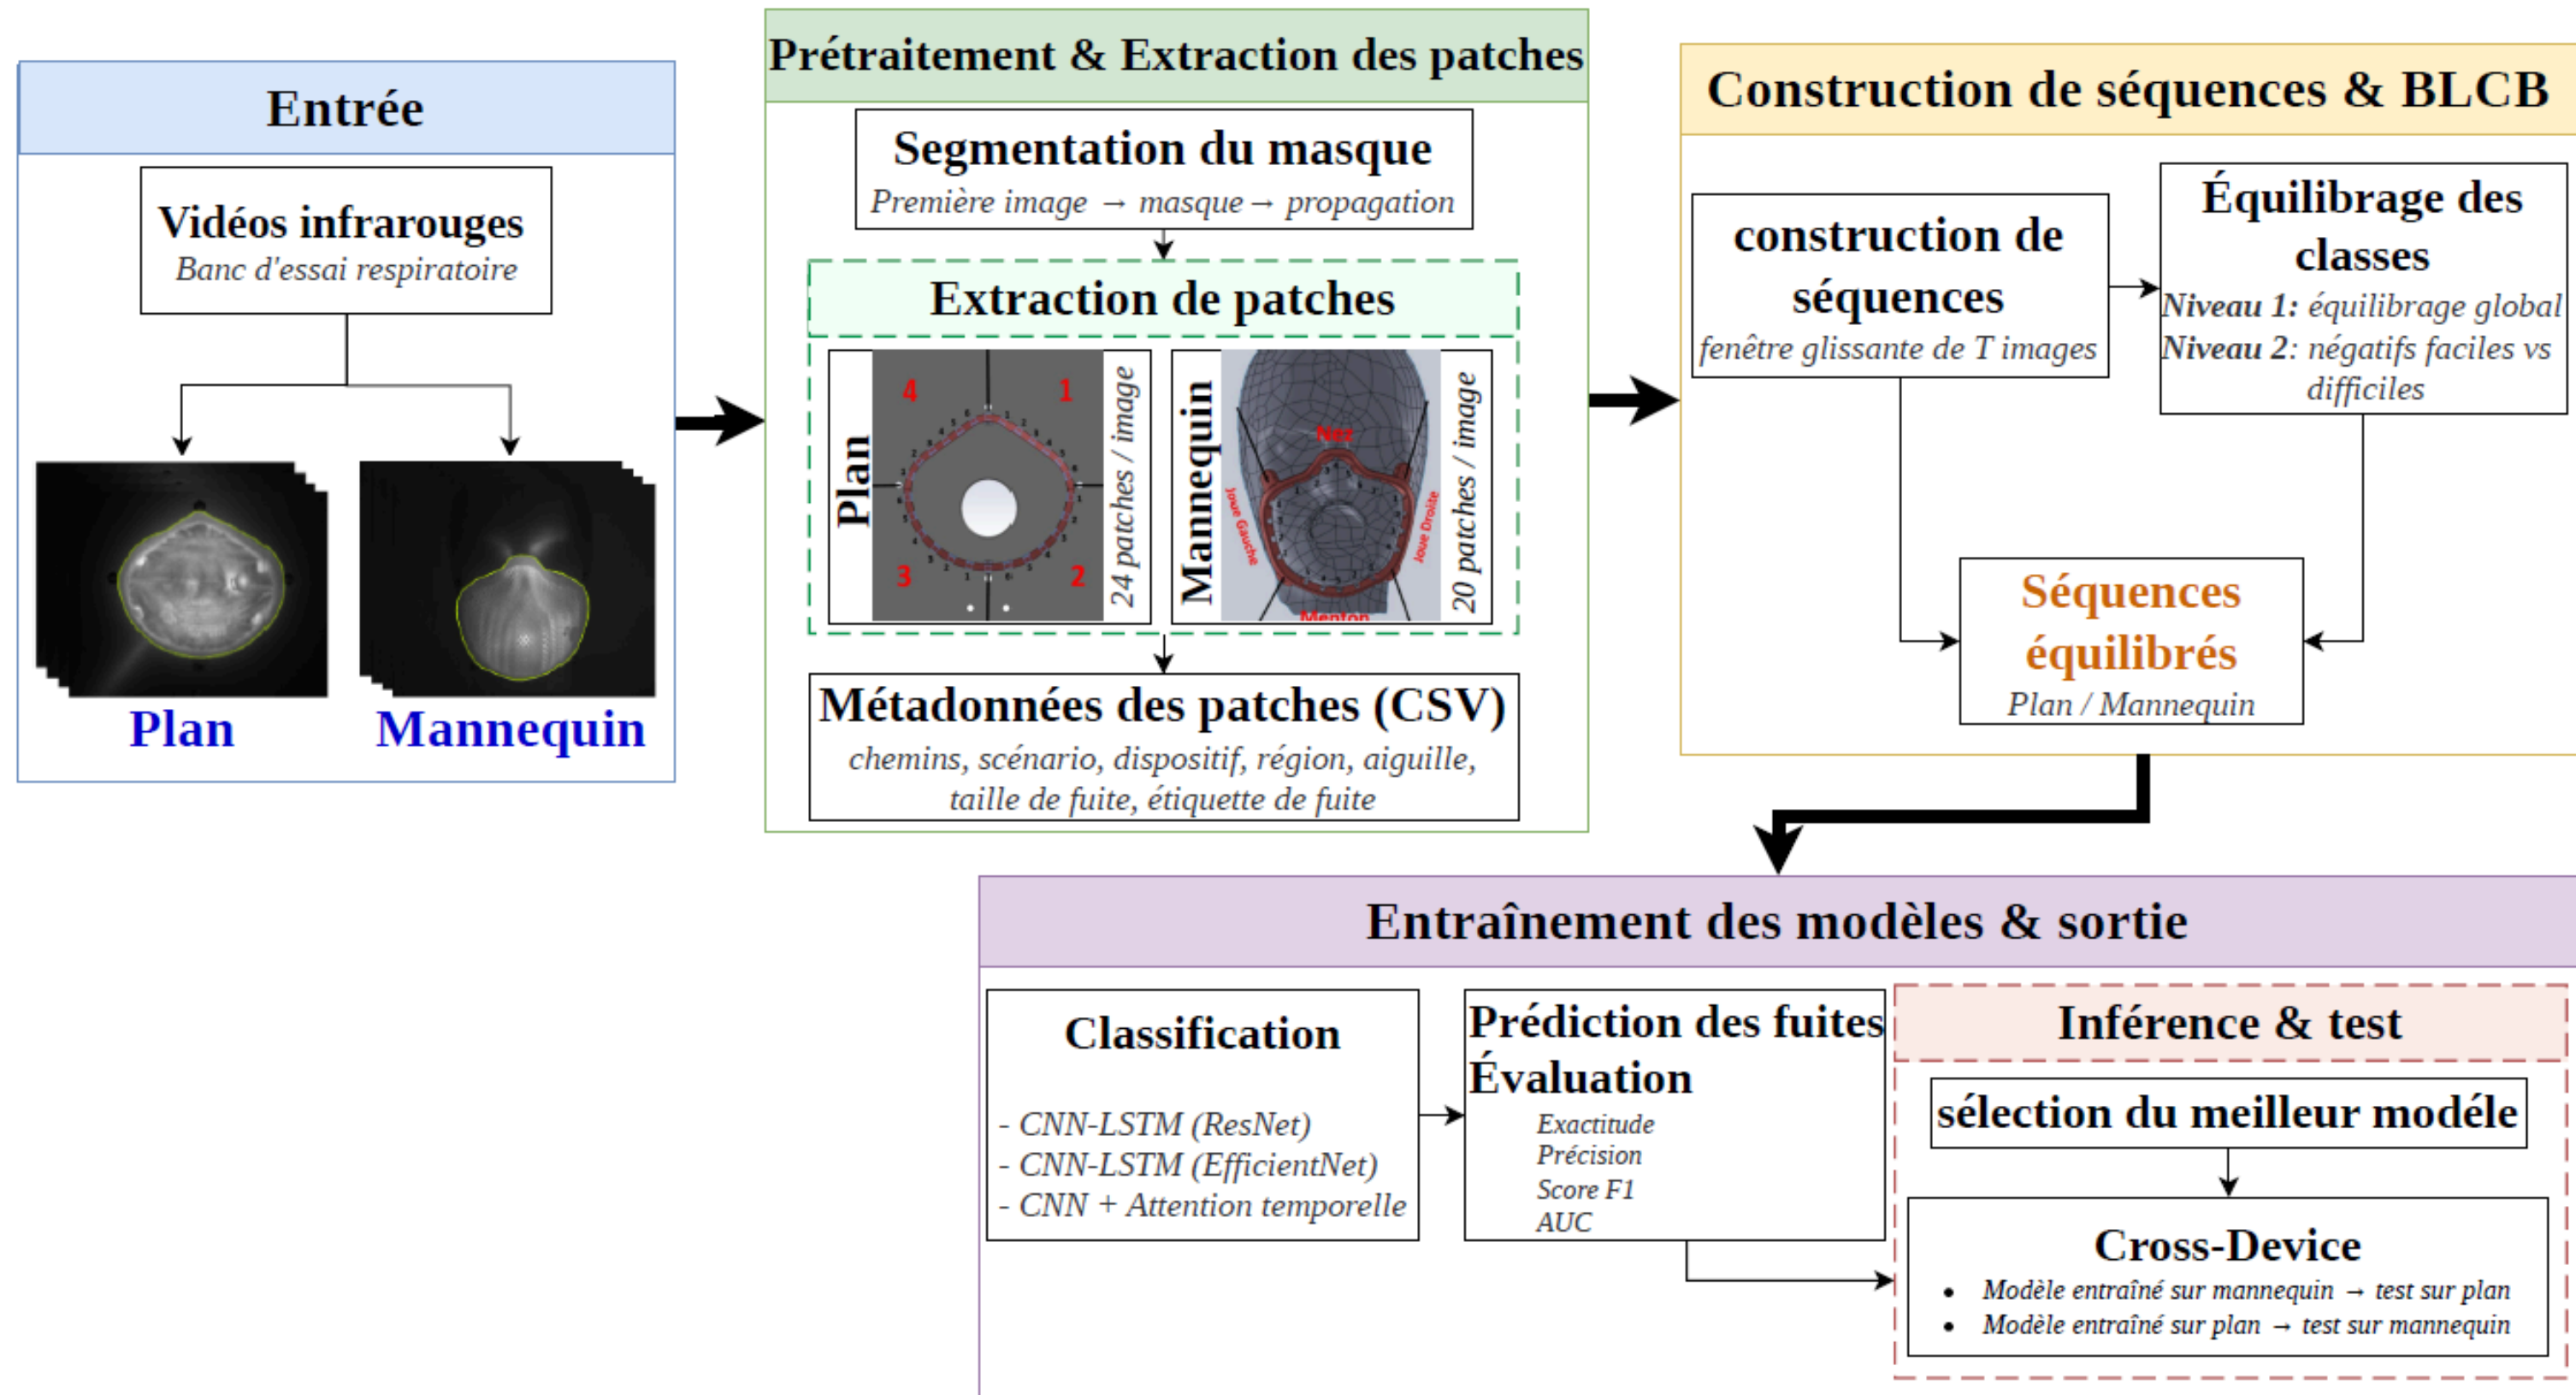 Entrée
Vidéos infrarouges
Banc d'essai respiratoire
Plan
Mannequin
Prétraitement & Extraction des patches
Segmentation du masque
Première image → masque → propagation
Extraction de patches
Plan
4
1
3
2
24 patches / image
Mannequin
Nez
Joue Gauche
Joue Droite
Menton
20 patches / image
Métadonnées des patches (CSV)
chemins, scénario, dispositif, région, aiguille,
taille de fuite, étiquette de fuite
Construction de séquences & BLCB
construction de
séquences
fenêtre glissante de T images
Équilibrage des
classes
Niveau 1: équilibrage global
Niveau 2: négatifs faciles vs
difficiles
Séquences
équilibrés
Plan / Mannequin
Entraînement des modèles & sortie
Classification
- CNN-LSTM (ResNet)
- CNN-LSTM (EfficientNet)
- CNN + Attention temporelle
Prédiction des fuites
Évaluation
Exactitude
Précision
Score F1
AUC
Inférence & test
sélection du meilleur modéle
Cross-Device
• Modèle entraîné sur mannequin → test sur plan
• Modèle entraîné sur plan → test sur mannequin